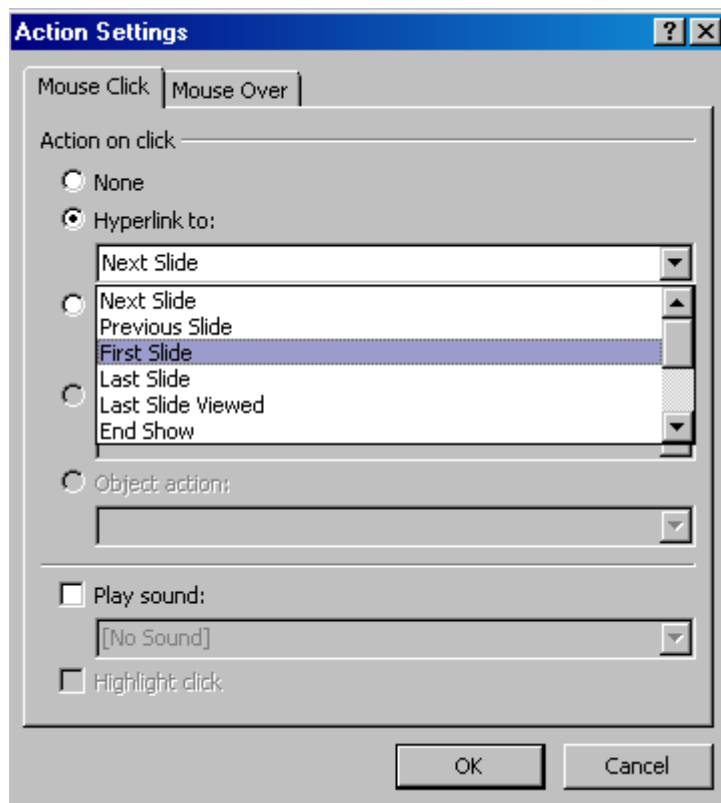 Action Settings
Mouse Click Mouse Over
Action on click
None
Hyperlink to:
Next Slide
Next Slide
Previous Slide
First Slide
Last Slide
Last Slide Viewed
End Show
Object action:
Play sound:
[No Sound]
Highlight click
OK Cancel